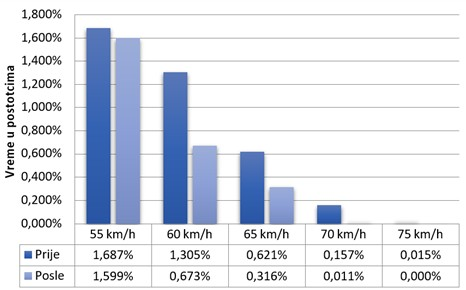 Vreme u postotcima
1,800%
1,600%
1,400%
1,200%
1,000%
0,800%
0,600%
0,400%
0,200%
0,000%
55 km/h 60 km/h 65 km/h 70 km/h 75 km/h
Prije 1,687% 1,305% 0,621% 0,157% 0,015%
Posle 1,599% 0,673% 0,316% 0,011% 0,000%